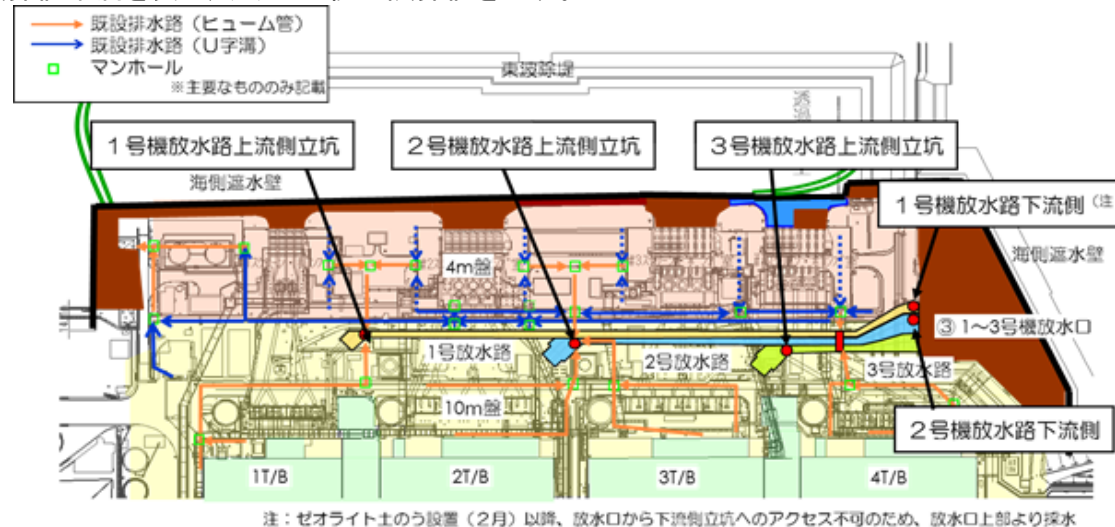 既設排水路（ヒューム管）
既設排水路（U字溝）
マンホール
※主要なもののみ記載
東波除堤
1号機放水路上流側立坑
2号機放水路上流側立坑
3号機放水路上流側立坑
海側遮水壁
1号機放水路下流側（注
海側遮水壁
4m盤
③ 1～3号機放水口
1号放水路
2号放水路
3号放水路
10m盤
2号機放水路下流側
1T/B
2T/B
3T/B
4T/B
注：ゼオライト土のう設置（2月）以降、放水口から下流側立坑へのアクセス不可のため、放水口上部より採水